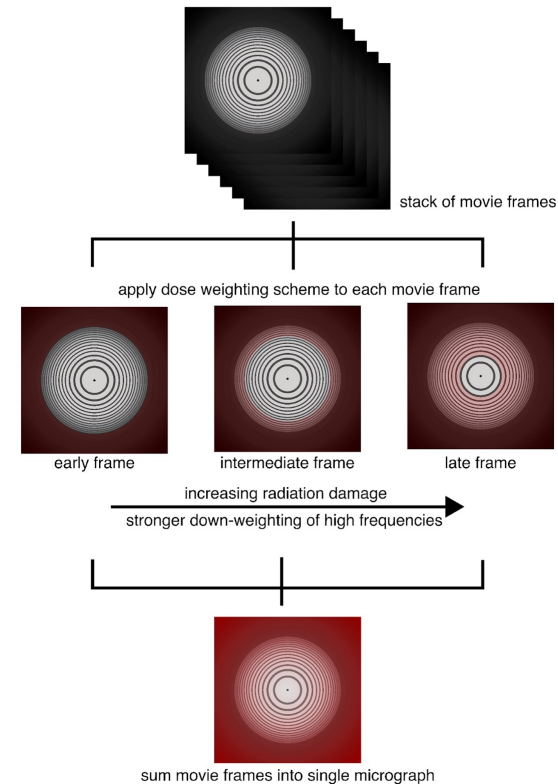 stack of movie frames
apply dose weighting scheme to each movie frame
early frame
intermediate frame
late frame
increasing radiation damage
stronger down-weighting of high frequencies
sum movie frames into single micrograph